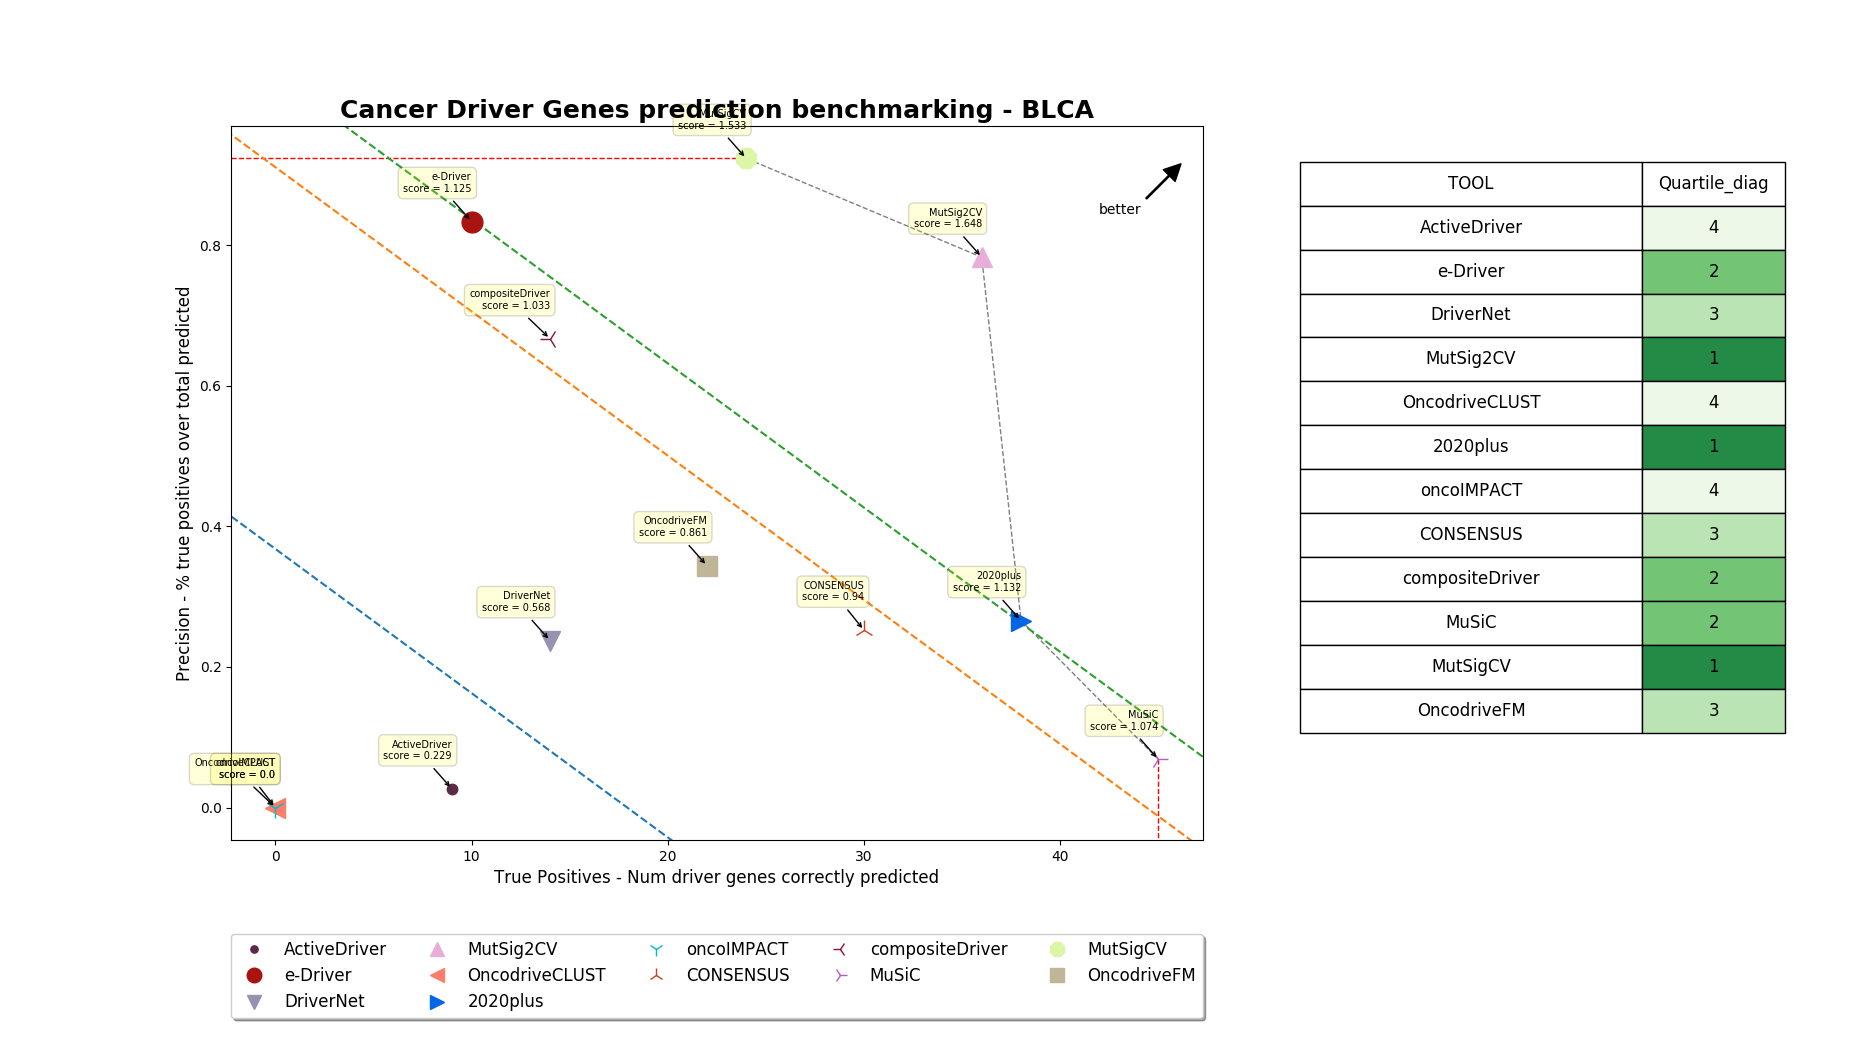 Cancer Driver Genes prediction benchmarking - BLCA
MutSigCV
score = 1.533
e-Driver
score = 1.125
better
MutSig2CV
score = 1.648
compositeDriver
score = 1.033
OncodriveFM
score = 0.861
CONSENSUS
score = 0.94
2020plus
score = 1.132
DriverNet
score = 0.568
MuSiC
score = 1.074
ActiveDriver
score = 0.229
oncoIMPACT
score = 0.0
Precision - % true positives over total predicted
0.8
0.6
0.4
0.2
0.0
0 10 20 30 40
True Positives - Num driver genes correctly predicted
ActiveDriver MutSig2CV oncoIMPACT compositeDriver MutSigCV
e-Driver OncodriveCLUST CONSENSUS MuSiC OncodriveFM
DriverNet 2020plus
TOOL Quartile_diag
ActiveDriver 4
e-Driver 2
DriverNet 3
MutSig2CV 1
OncodriveCLUST 4
2020plus 1
oncoIMPACT 4
CONSENSUS 3
compositeDriver 2
MuSiC 2
MutSigCV 1
OncodriveFM 3